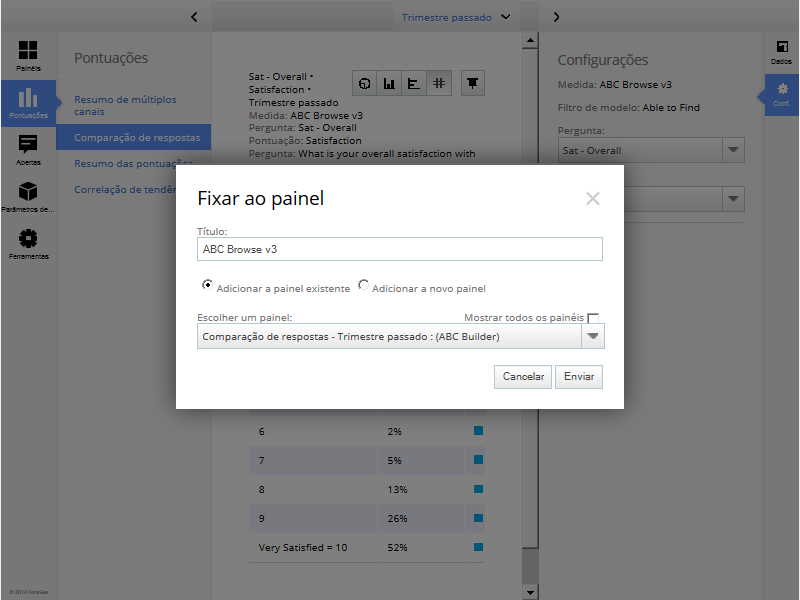 Trimestre passado
Painéis
Pontuações
Abertas
Parâmetros de...
Ferramentas
© 2014 ForeSee
Pontuações
Resumo de múltiplos
canais
Comparação de respostas
Resumo das pontuaç
Correlação de tendê
Sat - Overall •
Satisfaction •
Trimestre passado
Medida: ABC Browse v3
Pergunta: Sat - Overall
Pontuação: Satisfaction
Pergunta: What is your overall satisfaction with
Configurações
Medida: ABC Browse v3
Filtro de modelo: Able to Find
Pergunta:
Sat - Overall
Dados
Conf.
Fixar ao painel
Título:
ABC Browse v3
Adicionar a painel existente Adicionar a novo painel
Escolher um painel: Mostrar todos os painéis
Comparação de respostas - Trimestre passado : (ABC Builder)
Cancelar Enviar
6 2%
7 5%
8 13%
9 26%
Very Satisfied = 10 52%